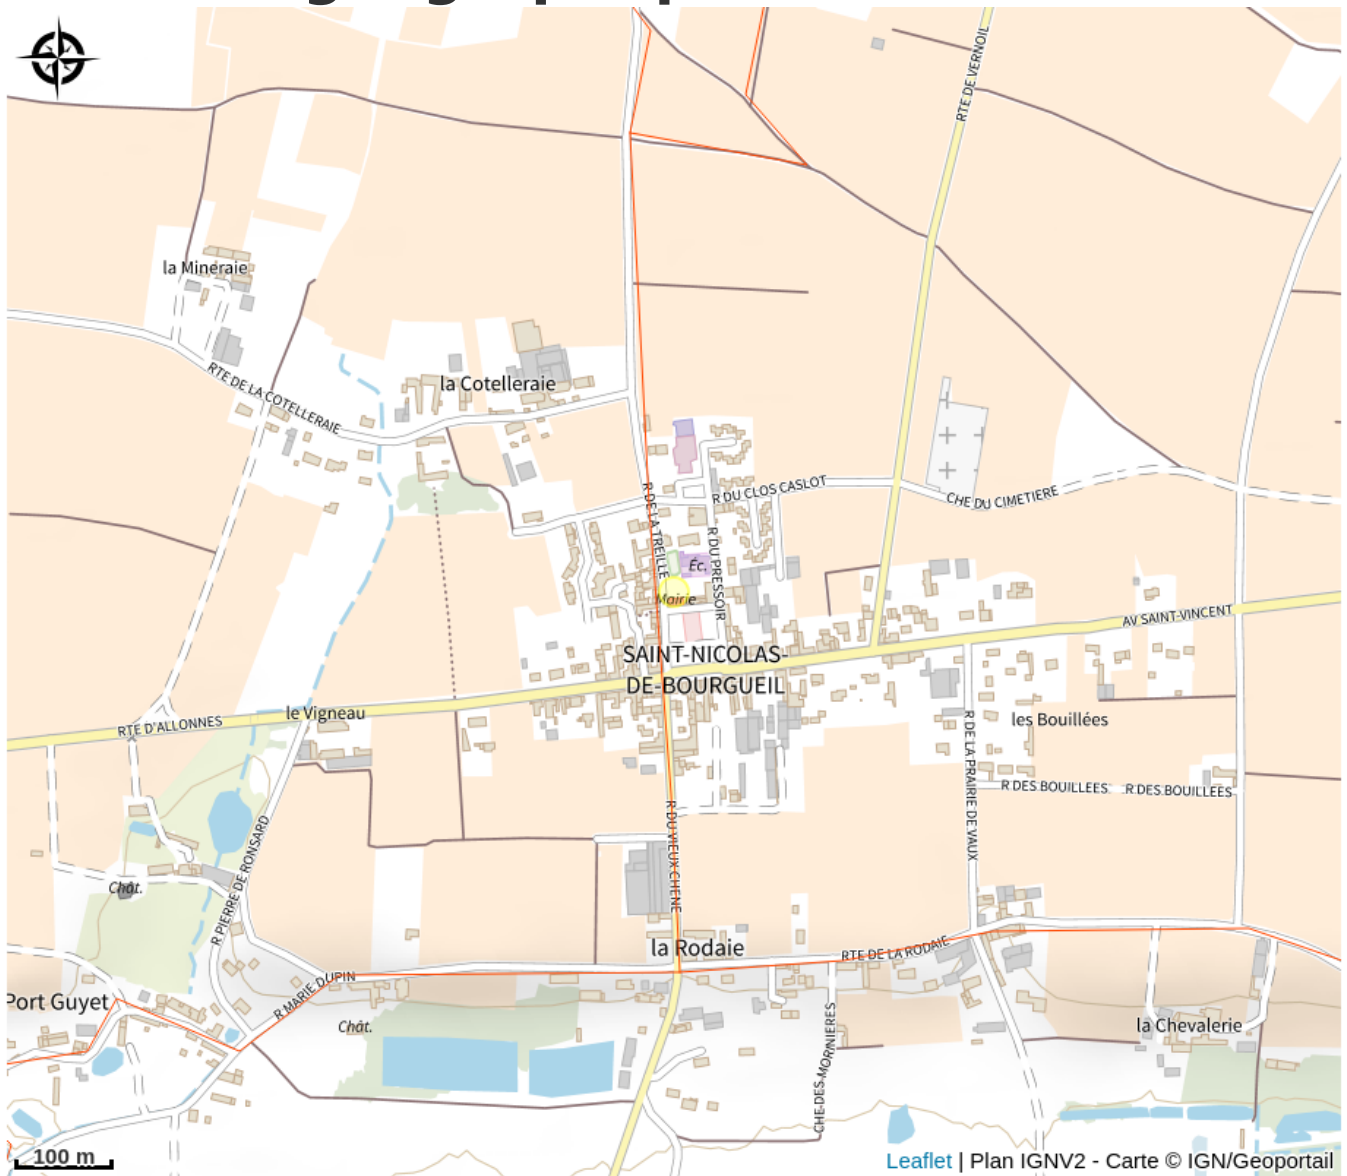 RTE DE VERNOIL
la Mineraie
RTE DE LA COTELLERAIE
la Cotelleraie
R DE LA TREILLE
R DU CLOS CASLOT
CHE DU CIMETIERE
R DU PRESSOIR
Éc.
Mairie
AV SAINT-VINCENT
SAINT-NICOLAS-
DE-BOURGUEIL
le Vigneau
RTE D'ALLONNES
les Bouillées
R DE LA PRAIRIE DE VAUX
R DES BOUILLEES
R DES BOUILLEES
R DU VIEUX CHENE
R PIERRE DE RONSARD
Chât.
la Rodaie
RTE DE LA RODAIE
R MARIE DUPIN
Port Guyet
Chât.
CHE DES MORINIERES
la Chevalerie
100 m
Leaflet | Plan IGNV2 - Carte © IGN/Geoportail